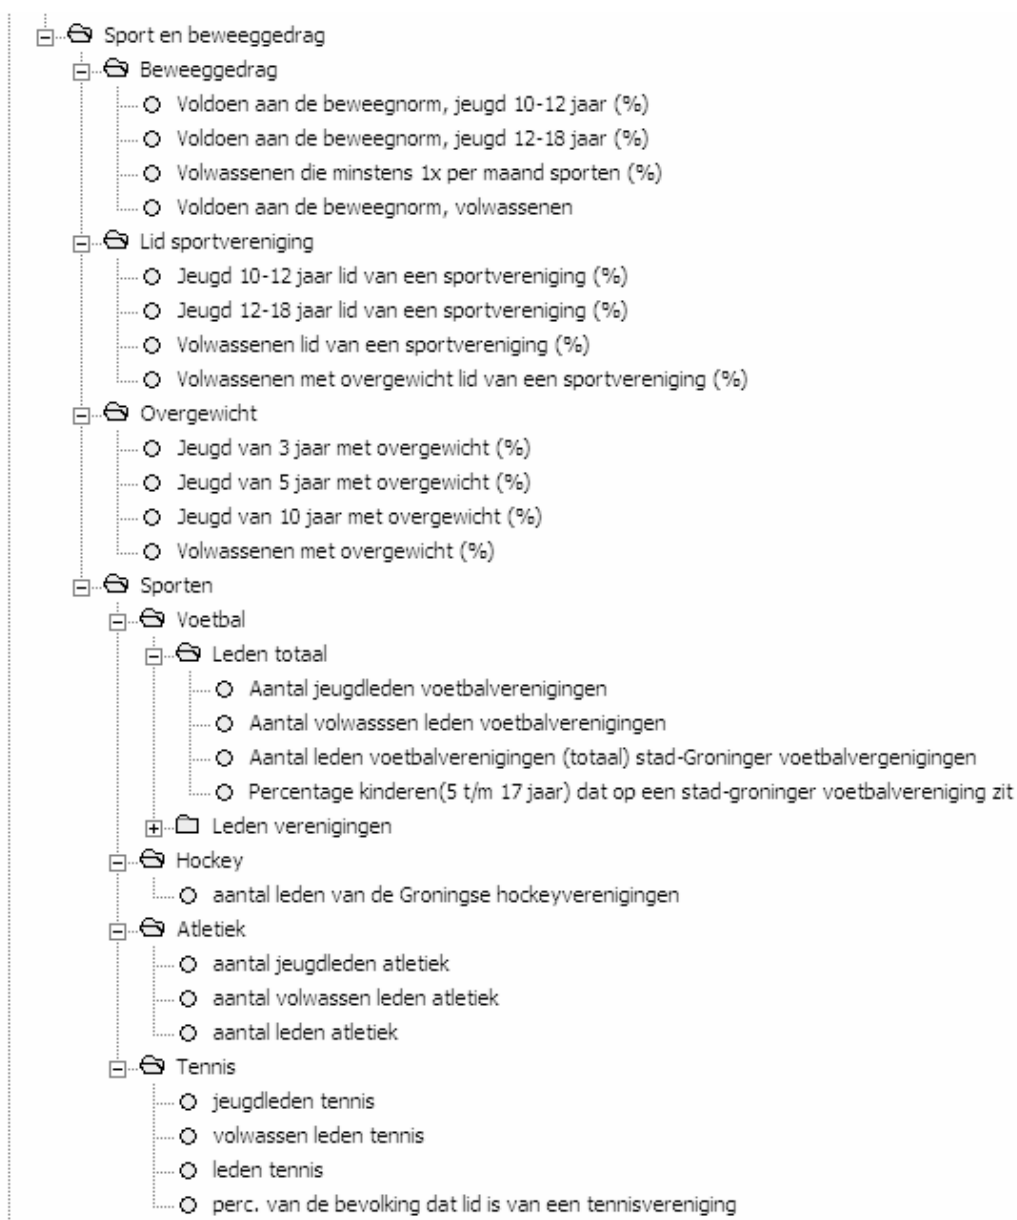 Sport en beweeggedrag
Beweeggedrag
Voldoen aan de beweegnorm, jeugd 10-12 jaar (%)
Voldoen aan de beweegnorm, jeugd 12-18 jaar (%)
Volwassenen die minstens 1x per maand sporten (%)
Voldoen aan de beweegnorm, volwassenen
Lid sportvereniging
Jeugd 10-12 jaar lid van een sportvereniging (%)
Jeugd 12-18 jaar lid van een sportvereniging (%)
Volwassenen lid van een sportvereniging (%)
Volwassenen met overgewicht lid van een sportvereniging (%)
Overgewicht
Jeugd van 3 jaar met overgewicht (%)
Jeugd van 5 jaar met overgewicht (%)
Jeugd van 10 jaar met overgewicht (%)
Volwassenen met overgewicht (%)
Sporten
Voetbal
Leden totaal
Aantal jeugdleden voetbalverenigingen
Aantal volwasssen leden voetbalverenigingen
Aantal leden voetbalverenigingen (totaal) stad-Groninger voetbalvergenigingen
Percentage kinderen(5 t/m 17 jaar) dat op een stad-groninger voetbalvereniging zit
Leden verenigingen
Hockey
aantal leden van de Groningse hockeyverenigingen
Atletiek
aantal jeugdleden atletiek
aantal volwassen leden atletiek
aantal leden atletiek
Tennis
jeugdleden tennis
volwassen leden tennis
leden tennis
perc. van de bevolking dat lid is van een tennisvereniging